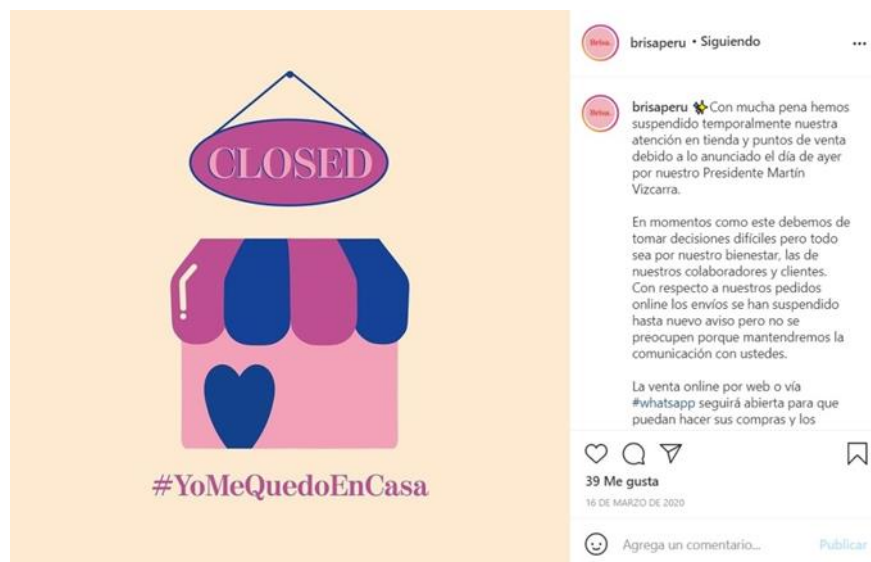 CLOSED
#YoMeQuedoEnCasa
Brisa.
brisaperu • Siguiendo
Brisa.
brisaperu Con mucha pena hemos
suspendido temporalmente nuestra
atención en tienda y puntos de venta
debido a lo anunciado el día de ayer
por nuestro Presidente Martín
Vizcarra.
En momentos como este debemos de
tomar decisiones difíciles pero todo
sea por nuestro bienestar, las de
nuestros colaboradores y clientes.
Con respecto a nuestros pedidos
online los envíos se han suspendido
hasta nuevo aviso pero no se
preocupen porque mantendremos la
comunicación con ustedes.
La venta online por web o vía
#whatsapp seguirá abierta para que
puedan hacer sus compras y los
39 Me gusta
16 DE MARZO DE 2020
Agrega un comentario... Publicar